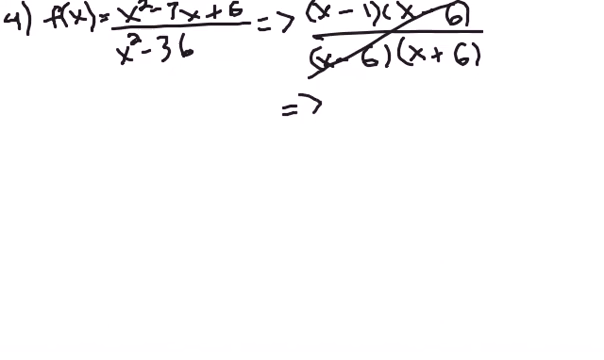 4) f(x) = x²-7x+6 / x²-36 => (x-1)(x-6) / (x-6)(x+6)
=>